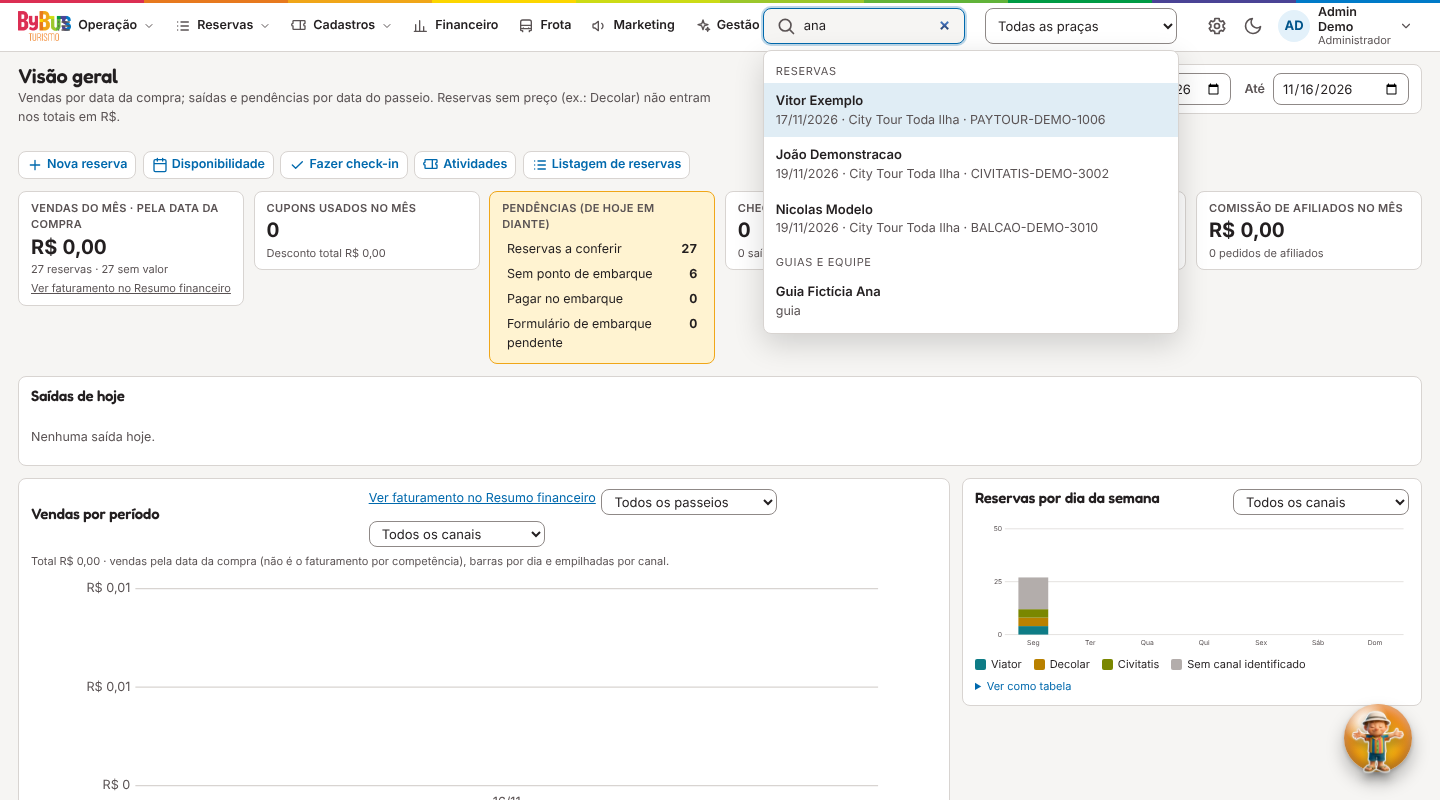 ByBus
TURISMO
Operação
Reservas
Cadastros
Financeiro
Frota
Marketing
Gestão
ana
Todas as praças
AD
Admin
Demo
Administrador
Visão geral
Vendas por data da compra; saídas e pendências por data do passeio. Reservas sem preço (ex.: Decolar) não entram
nos totais em R$.
26
Até
11/16/2026
RESERVAS
Vitor Exemplo
17/11/2026 · City Tour Toda Ilha · PAYTOUR-DEMO-1006
João Demonstracao
19/11/2026 · City Tour Toda Ilha · CIVITATIS-DEMO-3002
Nicolas Modelo
19/11/2026 · City Tour Toda Ilha · BALCAO-DEMO-3010
GUIAS E EQUIPE
Guia Fictícia Ana
guia
Nova reserva
Disponibilidade
Fazer check-in
Atividades
Listagem de reservas
VENDAS DO MÊS · PELA DATA DA
COMPRA
R$ 0,00
27 reservas · 27 sem valor
Ver faturamento no Resumo financeiro
CUPONS USADOS NO MÊS
0
Desconto total R$ 0,00
PENDÊNCIAS (DE HOJE EM
DIANTE)
Reservas a conferir 27
Sem ponto de embarque 6
Pagar no embarque 0
Formulário de embarque 0
pendente
CHE
0
0 saí
COMISSÃO DE AFILIADOS NO MÊS
R$ 0,00
0 pedidos de afiliados
Saídas de hoje
Nenhuma saída hoje.
Vendas por período
Ver faturamento no Resumo financeiro
Todos os passeios
Todos os canais
Total R$ 0,00 · vendas pela data da compra (não é o faturamento por competência), barras por dia e empilhadas por canal.
R$ 0,01
R$ 0,01
R$ 0
16/11
Reservas por dia da semana
Todos os canais
50
25
0
Seg Ter Qua Qui Sex Sáb Dom
Viator Decolar Civitatis Sem canal identificado
Ver como tabela